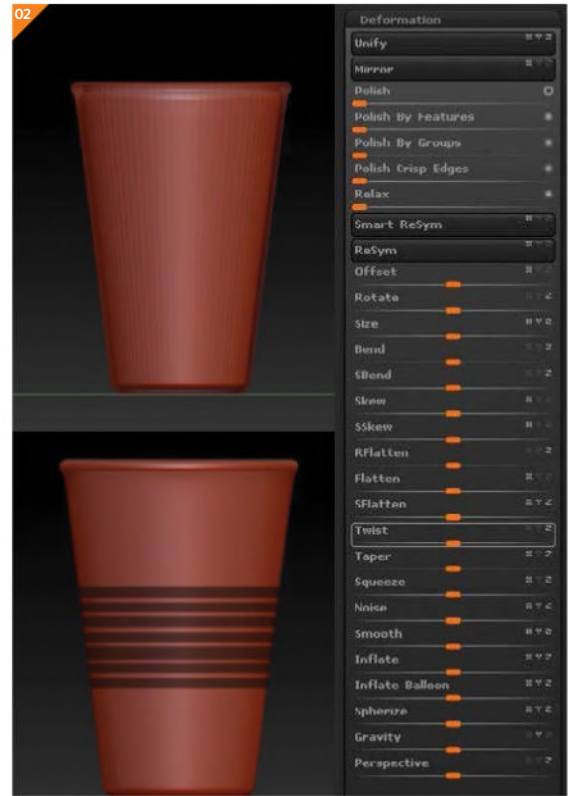 02
Deformation
Unify X Y Z
Mirror X Y Z
Polish
Polish By Features
Polish By Groups
Polish Crisp Edges
Relax
Smart ReSym X Y Z
ReSym X Y Z
Offset X Y Z
Rotate X Y Z
Size X Y Z
Bend X Y Z
SBend X Y Z
Skew X Y Z
SSkew X Y Z
RFlatten X Y Z
Flatten X Y Z
SFlatten X Y Z
Twist X Y Z
Taper X Y Z
Squeeze X Y Z
Noise X Y Z
Smooth X Y Z
Inflate X Y Z
Inflate Balloon X Y Z
Spherize X Y Z
Gravity X Y Z
Perspective X Y Z